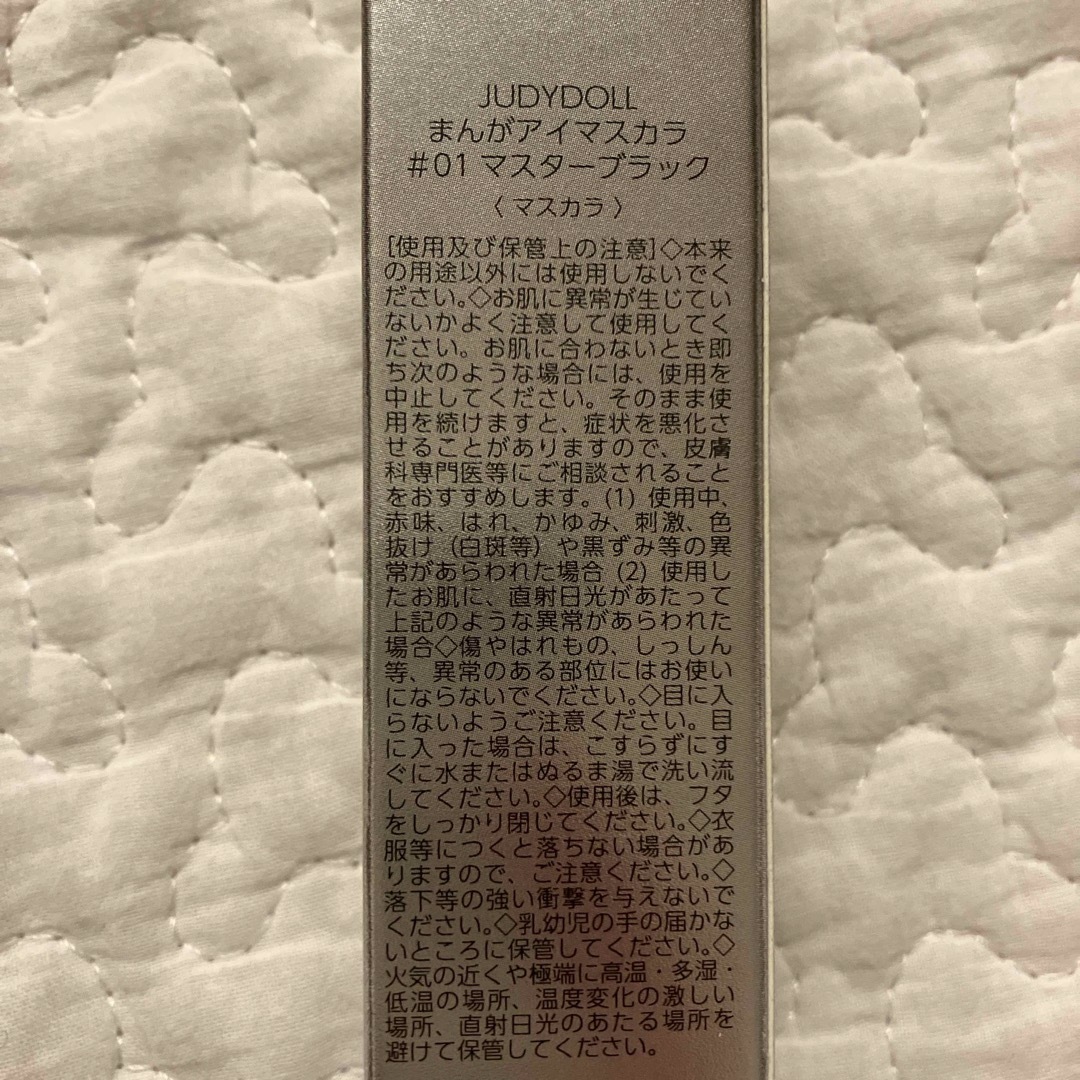 JUDYDOLL
まんがアイマスカラ
#01 マスターブラック
〈 マスカラ 〉
[使用及び保管上の注意]◇本来
の用途以外には使用しないでく
ださい。◇お肌に異常が生じてい
ないかよく注意して使用してく
ださい。お肌に合わないとき即
ち次のような場合には、使用を
中止してください。そのまま使
用を続けますと、症状を悪化さ
せることがありますので、皮膚
科専門医等にご相談されること
をおすすめします。(1) 使用中、
赤味、はれ、かゆみ、刺激、色
抜け（白斑等）や黒ずみ等の異
常があらわれた場合 (2) 使用し
たお肌に、直射日光があたって
上記のような異常があらわれた
場合◇傷やはれもの、しっしん
等、異常のある部位にはお使い
にならないでください。◇目に入
らないようご注意ください。目
に入った場合は、こすらずにす
ぐに水またはぬるま湯で洗い流
してください。◇使用後は、フタ
をしっかり閉じてください。◇衣
服等につくと落ちない場合があ
りますので、ご注意ください。◇
落下等の強い衝撃を与えないで
ください。◇乳幼児の手の届かな
いところに保管してください。◇
火気の近くや極端に高温・多湿・
低温の場所、温度変化の激しい
場所、直射日光のあたる場所を
避けて保管してください。